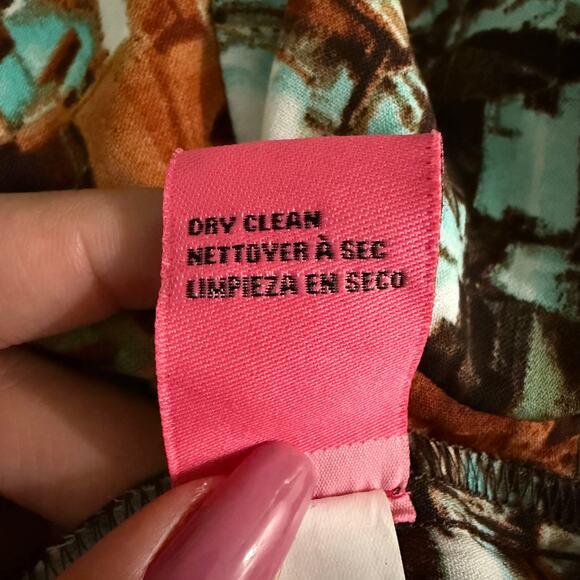 DRY CLEAN
NETTOYER À SEC
LIMPIEZA EN SECO